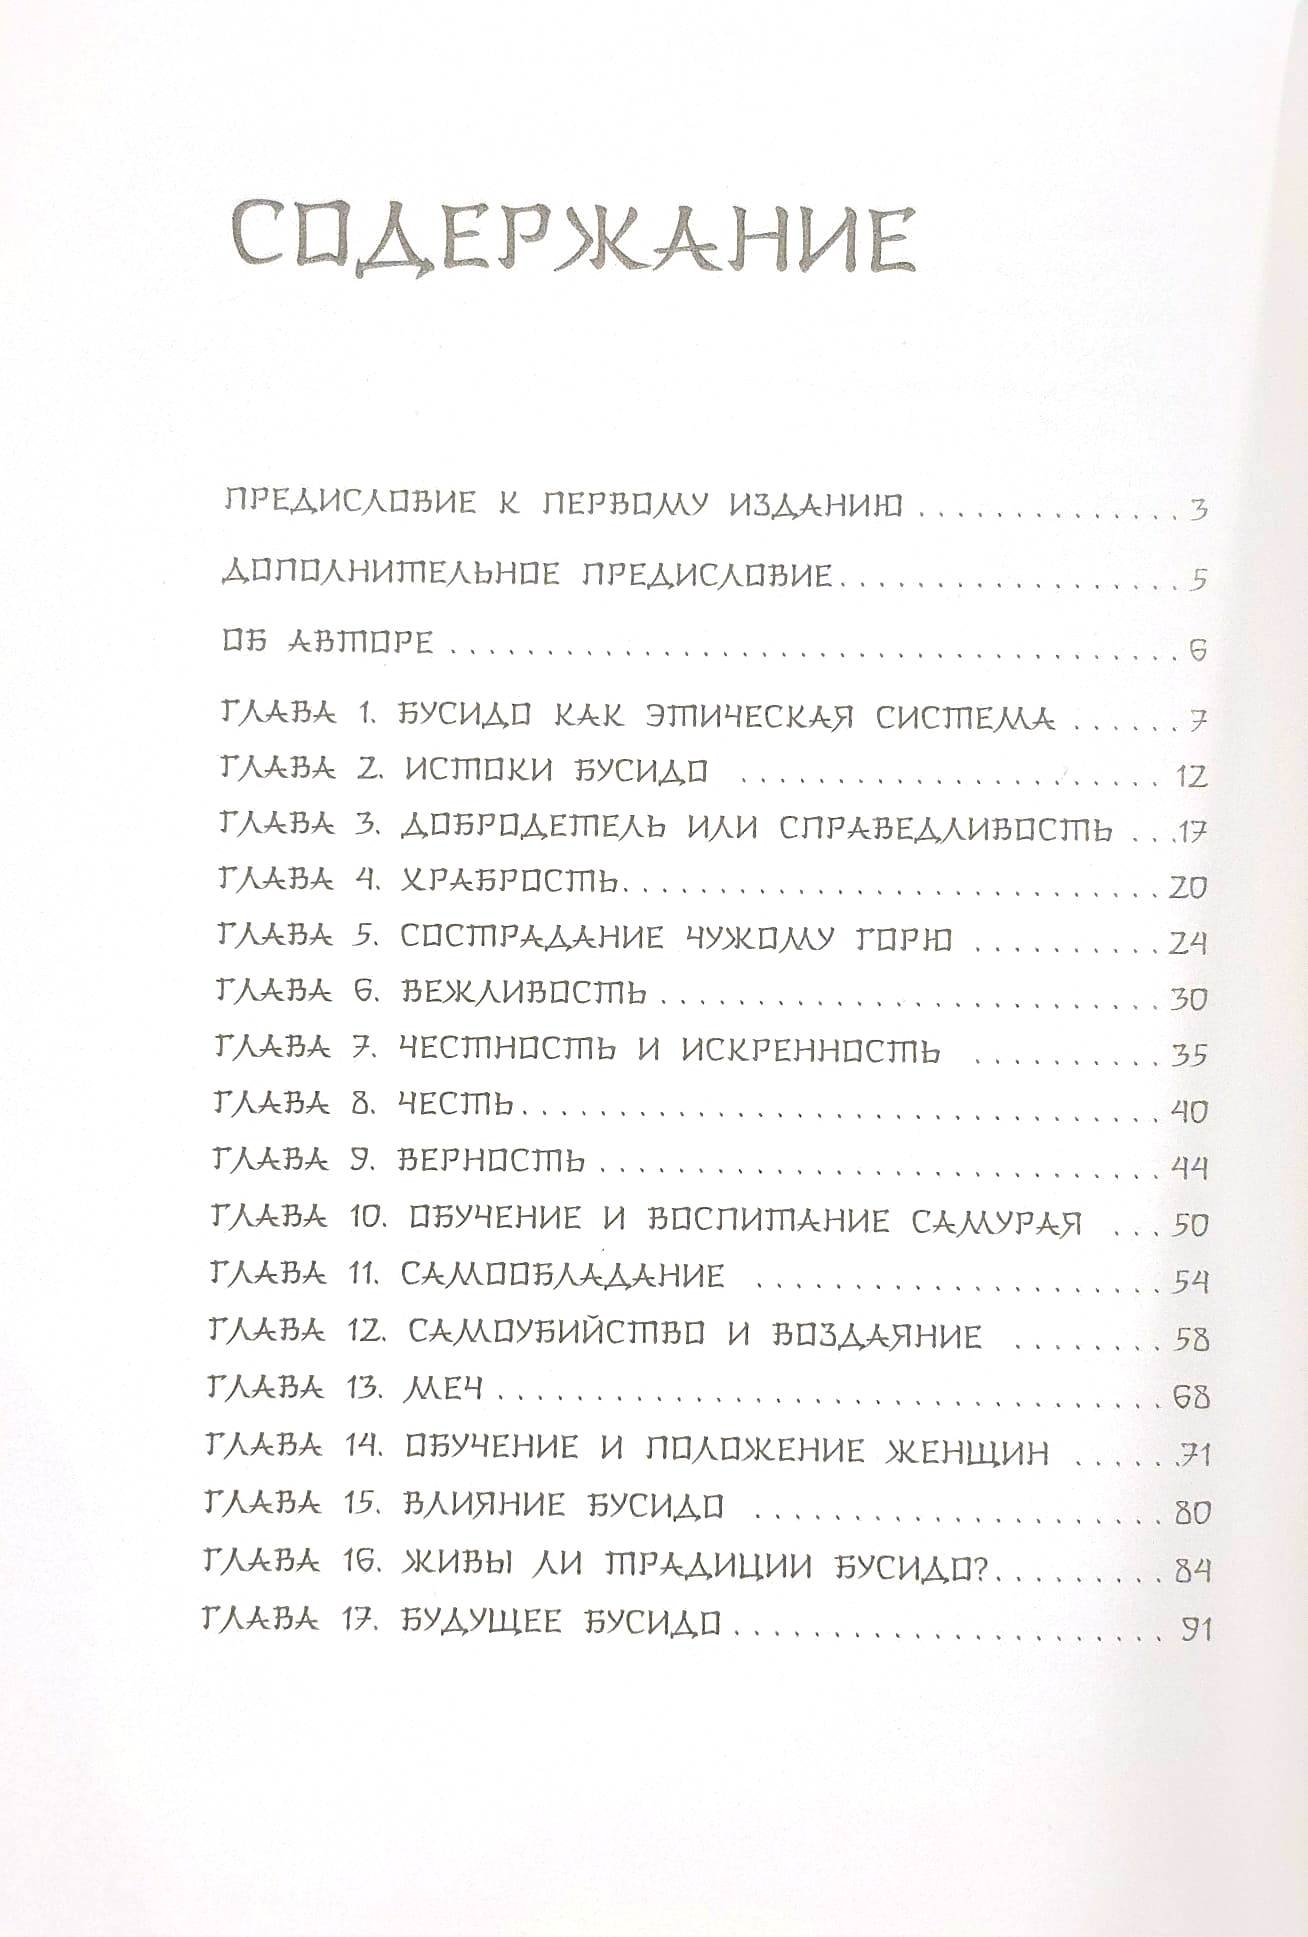 СОДЕРЖАНИЕ
ПРЕДИСЛОВИЕ К ПЕРВОМУ ИЗДАНИЮ . . . . . . . . . . . . . . 3
ДОПОЛНИТЕЛЬНОЕ ПРЕДИСЛОВИЕ. . . . . . . . . . . . . . . . . . 5
ОБ АВТОРЕ . . . . . . . . . . . . . . . . . . . . . . . . . . . . . . . . . . . . . . 6
ГЛАВА 1. БУСИДО КАК ЭТИЧЕСКАЯ СИСТЕМА . . . . . . 7
ГЛАВА 2. ИСТОКИ БУСИДО . . . . . . . . . . . . . . . . . . . . . . 12
ГЛАВА 3. ДОБРОДЕТЕЛЬ ИЛИ СПРАВЕДЛИВОСТЬ . . .17
ГЛАВА 4. ХРАБРОСТЬ. . . . . . . . . . . . . . . . . . . . . . . . . . . . 20
ГЛАВА 5. СОСТРАДАНИЕ ЧУЖОМУ ГОРЮ . . . . . . . . . . 24
ГЛАВА 6. ВЕЖЛИВОСТЬ . . . . . . . . . . . . . . . . . . . . . . . . . . 30
ГЛАВА 7. ЧЕСТНОСТЬ И ИСКРЕННОСТЬ . . . . . . . . . . 35
ГЛАВА 8. ЧЕСТЬ. . . . . . . . . . . . . . . . . . . . . . . . . . . . . . . . . 40
ГЛАВА 9. ВЕРНОСТЬ . . . . . . . . . . . . . . . . . . . . . . . . . . . . . 44
ГЛАВА 10. ОБУЧЕНИЕ И ВОСПИТАНИЕ САМУРАЯ . . . 50
ГЛАВА 11. САМООБЛАДАНИЕ . . . . . . . . . . . . . . . . . . . . . 54
ГЛАВА 12. САМОУБИЙСТВО И ВОЗДАЯНИЕ . . . . . . . . 58
ГЛАВА 13. МЕЧ . . . . . . . . . . . . . . . . . . . . . . . . . . . . . . . . . . 68
ГЛАВА 14. ОБУЧЕНИЕ И ПОЛОЖЕНИЕ ЖЕНЩИН . . . . . .71
ГЛАВА 15. ВЛИЯНИЕ БУСИДО . . . . . . . . . . . . . . . . . . . . . 80
ГЛАВА 16. ЖИВЫ ЛИ ТРАДИЦИИ БУСИДО?. . . . . . . . . 84
ГЛАВА 17. БУДУЩЕЕ БУСИДО . . . . . . . . . . . . . . . . . . . . . . 91